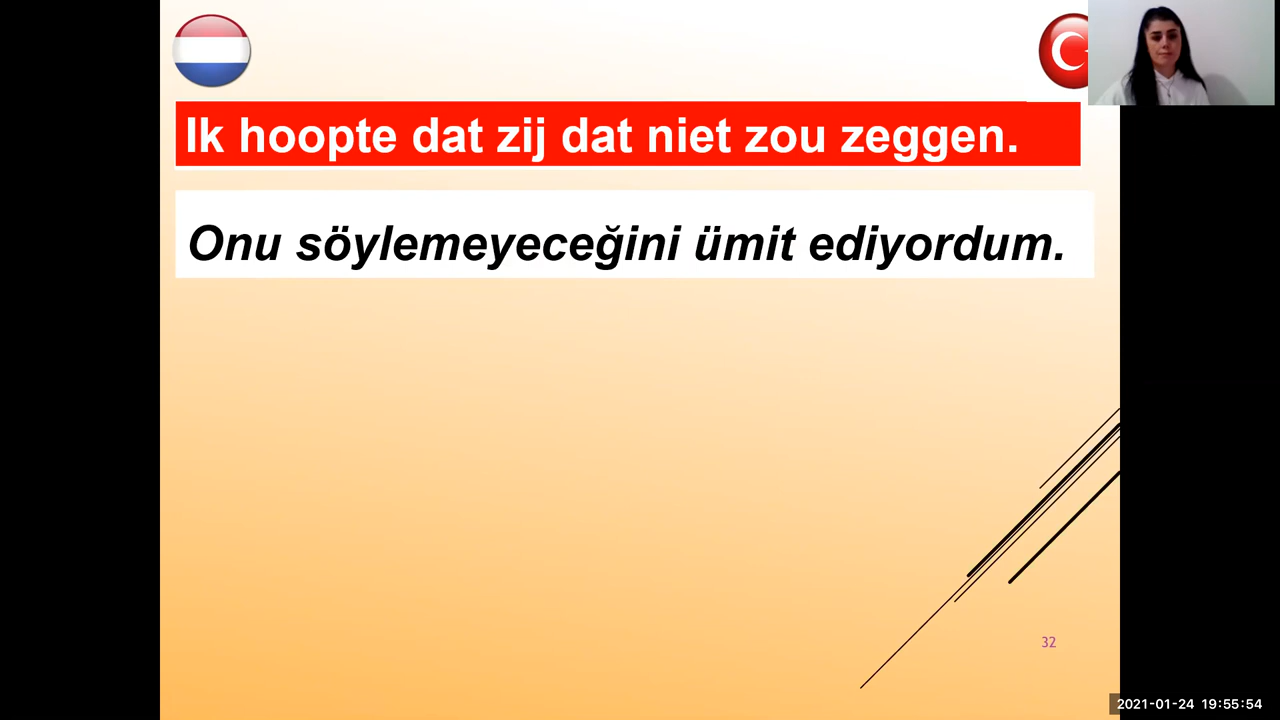 Ik hoopte dat zij dat niet zou zeggen.
Onu söylemeyeceğini ümit ediyordum.
32
2021-01-24 19:55:54